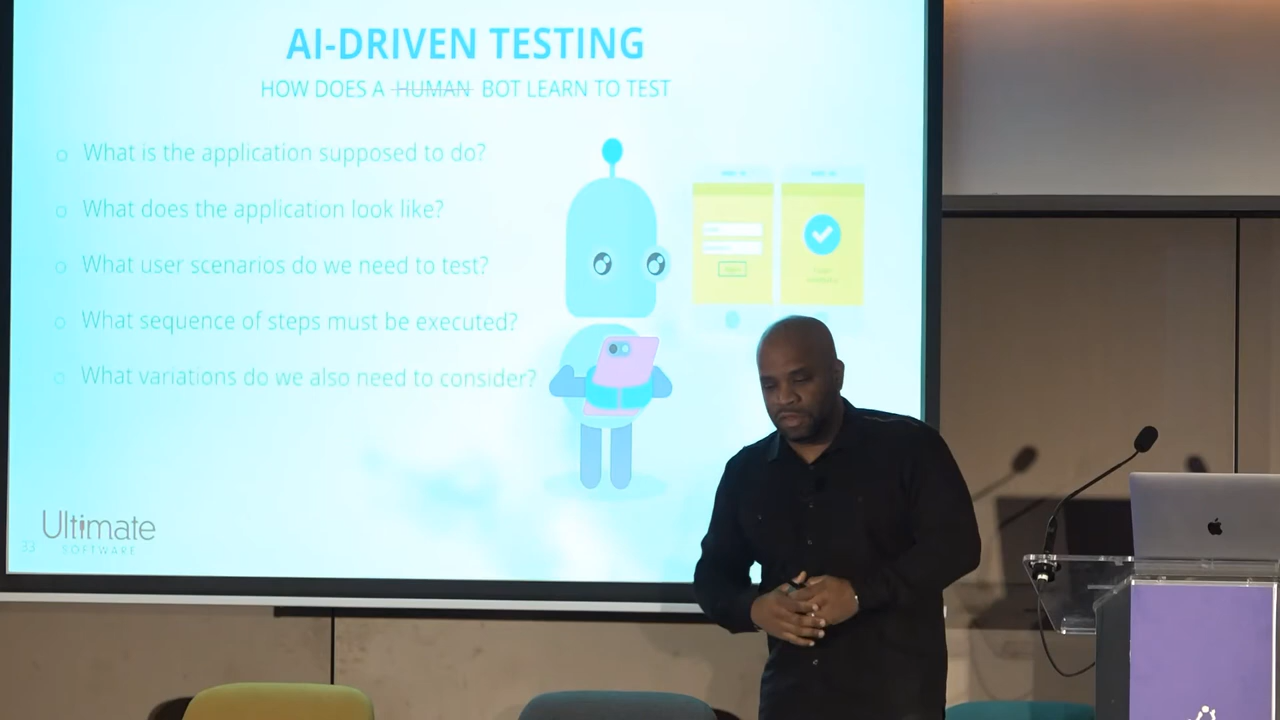 AI-DRIVEN TESTING
HOW DOES A HUMAN BOT LEARN TO TEST
What is the application supposed to do?
What does the application look like?
What user scenarios do we need to test?
What sequence of steps must be executed?
What variations do we also need to consider?
Ultimate
SOFTWARE
33